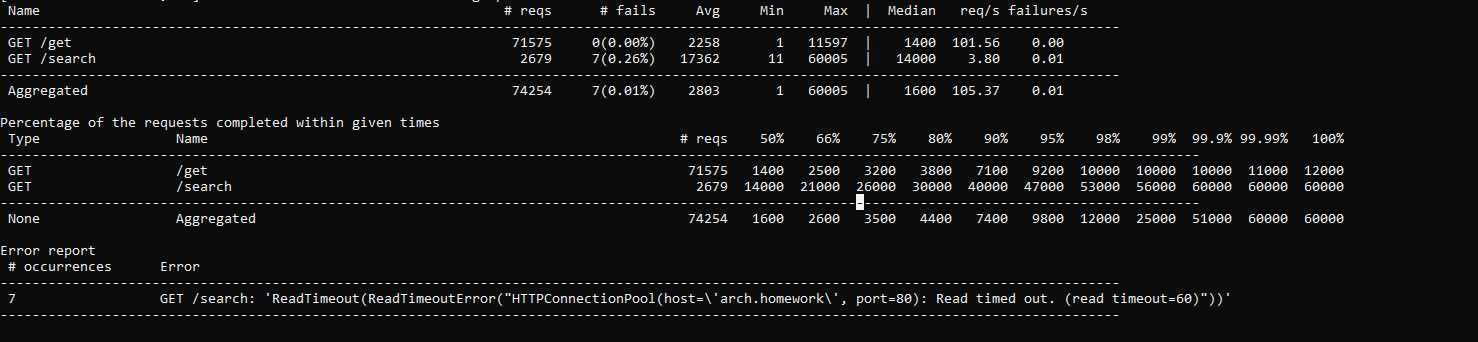 Name # reqs # fails Avg Min Max | Median req/s failures/s
--------------------------------------------------------------------------------------------------------------------------------------------
GET /get 71575 0(0.00%) 2258 1 11597 | 1400 101.56 0.00
GET /search 2679 7(0.26%) 17362 11 60005 | 14000 3.80 0.01
--------------------------------------------------------------------------------------------------------------------------------------------
Aggregated 74254 7(0.01%) 2803 1 60005 | 1600 105.37 0.01
Percentage of the requests completed within given times
Type Name # reqs 50% 66% 75% 80% 90% 95% 98% 99% 99.9% 99.99% 100%
------------------------------------------------------------------------------------------------------------------------------------------------------
GET /get 71575 1400 2500 3200 3800 7100 9200 10000 10000 10000 11000 12000
GET /search 2679 14000 21000 26000 30000 40000 47000 53000 56000 60000 60000 60000
------------------------------------------------------------------------------------------------------------------------------------------------------
None Aggregated 74254 1600 2600 3500 4400 7400 9800 12000 25000 51000 60000 60000
Error report
# occurrences Error
--------------------------------------------------------------------------------------------------------------------------------------------
7 GET /search: 'ReadTimeout(ReadTimeoutError("HTTPConnectionPool(host=\'arch.homework\', port=80): Read timed out. (read timeout=60)"))'
--------------------------------------------------------------------------------------------------------------------------------------------